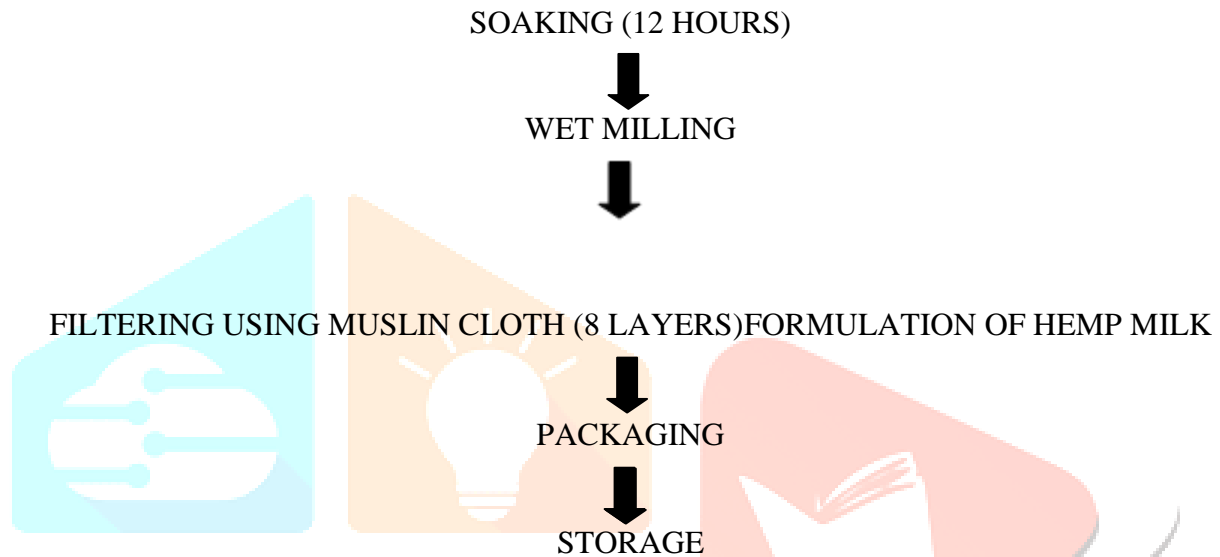 SOAKING (12 HOURS)
WET MILLING
FILTERING USING MUSLIN CLOTH (8 LAYERS)FORMULATION OF HEMP MILK
PACKAGING
STORAGE